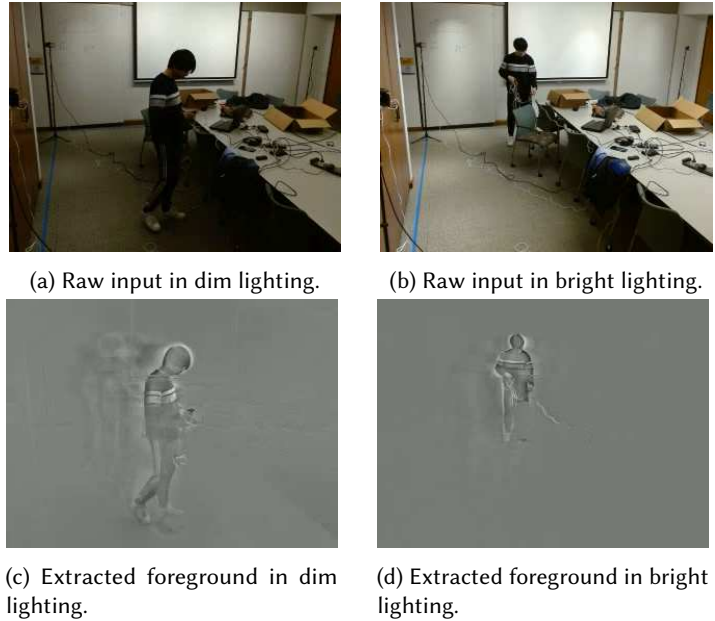 (a) Raw input in dim lighting.
(b) Raw input in bright lighting.
(c) Extracted foreground in dim
lighting.
(d) Extracted foreground in bright
lighting.